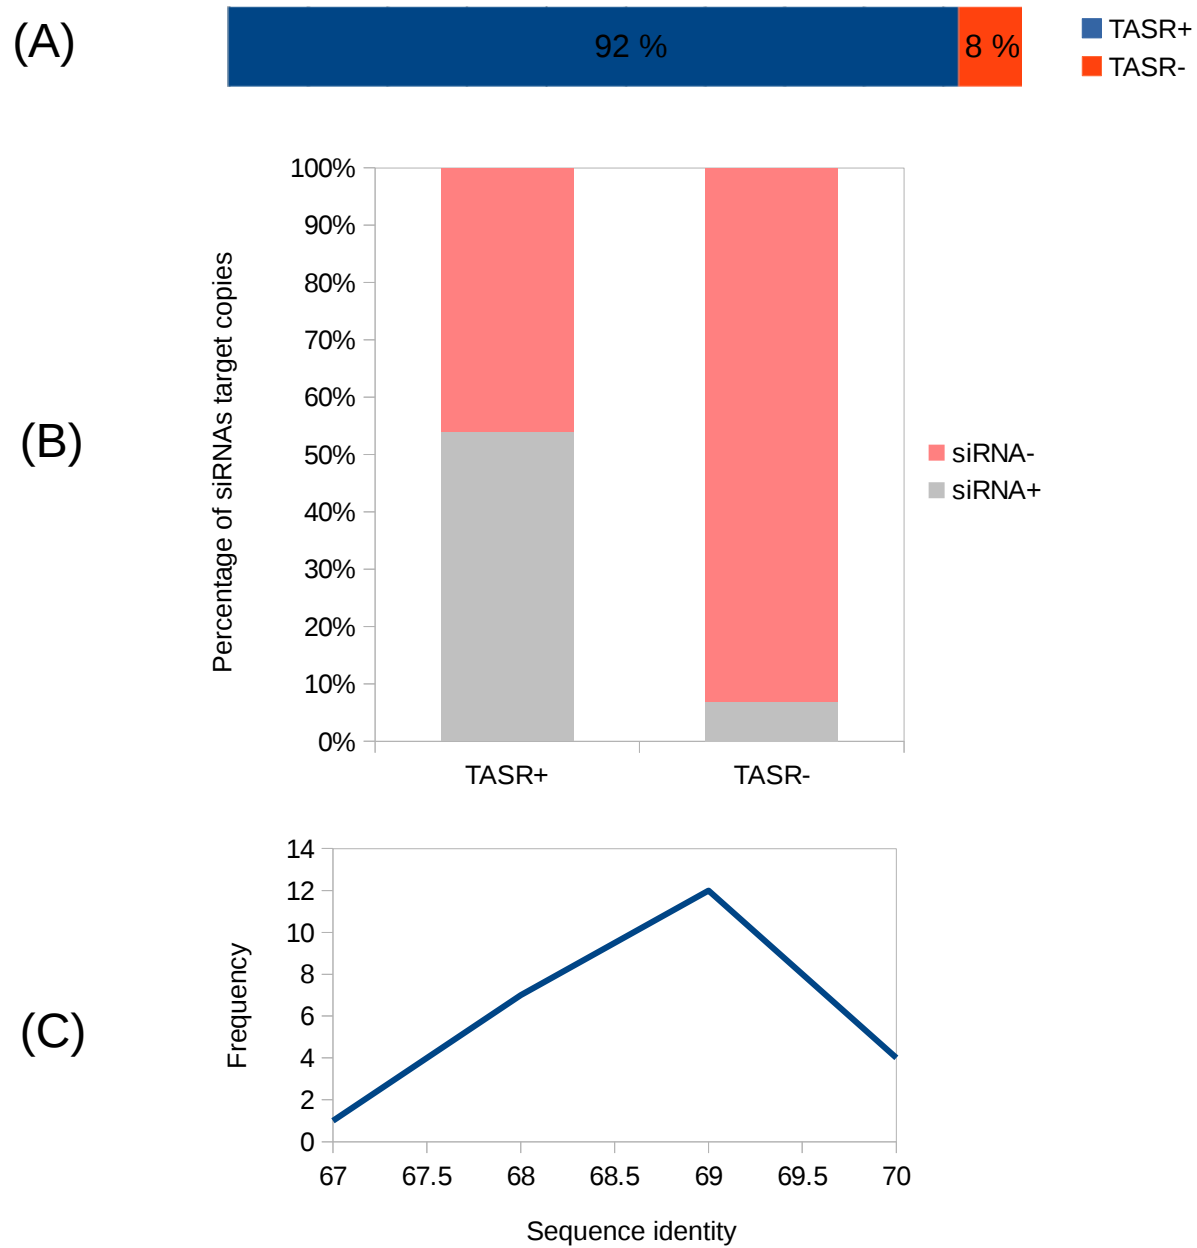 (A)
92 %
8 %
TASR+
TASR-
(B)
Percentage of siRNAs target copies
100%
90%
80%
70%
60%
50%
40%
30%
20%
10%
0%
TASR+
TASR-
siRNA-
siRNA+
(C)
Frequency
14
12
10
8
6
4
2
0
67
67.5
68
68.5
69
69.5
70
Sequence identity